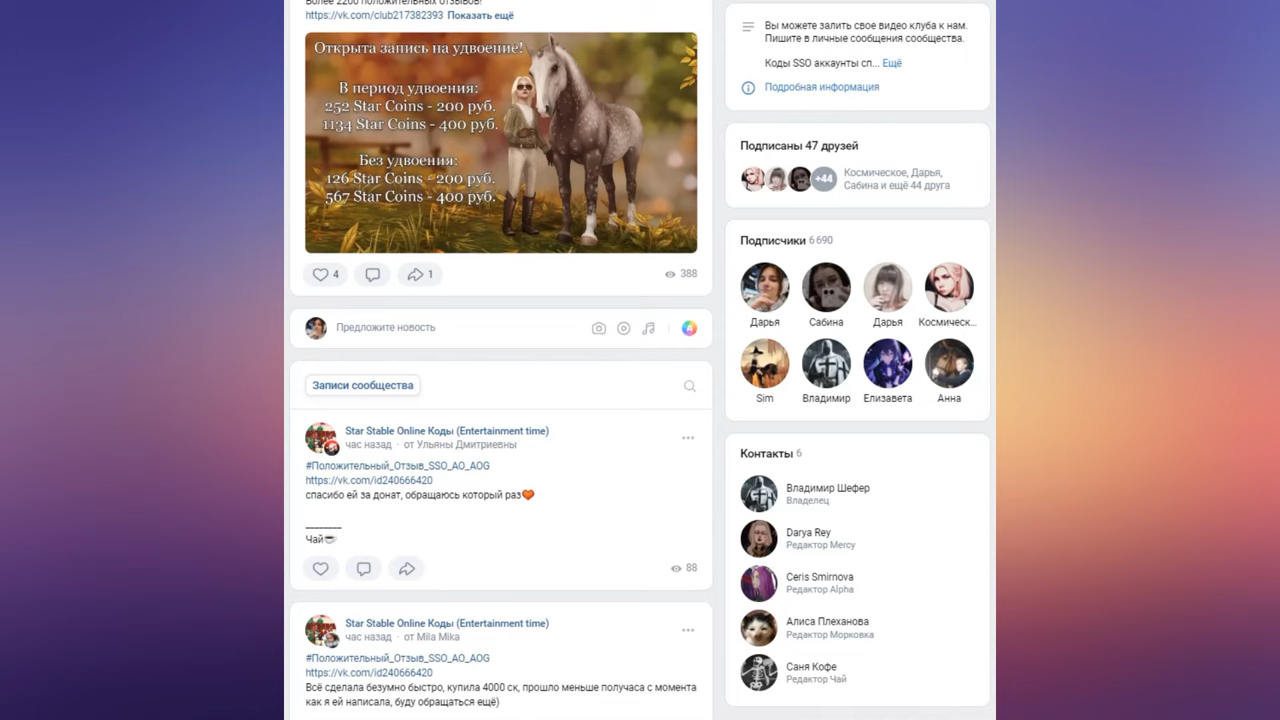 Более 2200 положительных отзывов!
https://vk.com/club217382393 Показать ещё
Открыта запись на удвоение!
В период удвоения:
252 Star Coins - 200 руб.
1134 Star Coins - 400 руб.
Без удвоения:
126 Star Coins - 200 руб.
567 Star Coins - 400 руб.
4
1
388
Предложите новость
Записи сообщества
Star Stable Online Коды (Entertainment time)
час назад · от Ульяны Дмитриевны
#Положительный_Отзыв_SSO_AO_AOG
https://vk.com/id240666420
спасибо ей за донат, обращаюсь который раз
________
Чай
88
Star Stable Online Коды (Entertainment time)
час назад · от Mila Mika
#Положительный_Отзыв_SSO_AO_AOG
https://vk.com/id240666420
Всё сделала безумно быстро, купила 4000 ск, прошло меньше получаса с момента
как я ей написала, буду обращаться ещё)
Вы можете залить свое видео клуба к нам.
Пишите в личные сообщения сообщества.
Коды SSO аккаунты сп... Ещё
Подробная информация
Подписаны 47 друзей
+44
Космическое, Дарья,
Сабина и ещё 44 друга
Подписчики 6 690
Дарья Сабина Дарья Космическ...
Sim Владимир Елизавета Анна
Контакты 6
Владимир Шефер
Владелец
Darya Rey
Редактор Mercy
Ceris Smirnova
Редактор Alpha
Алиса Плеханова
Редактор Морковка
Саня Кофе
Редактор Чай